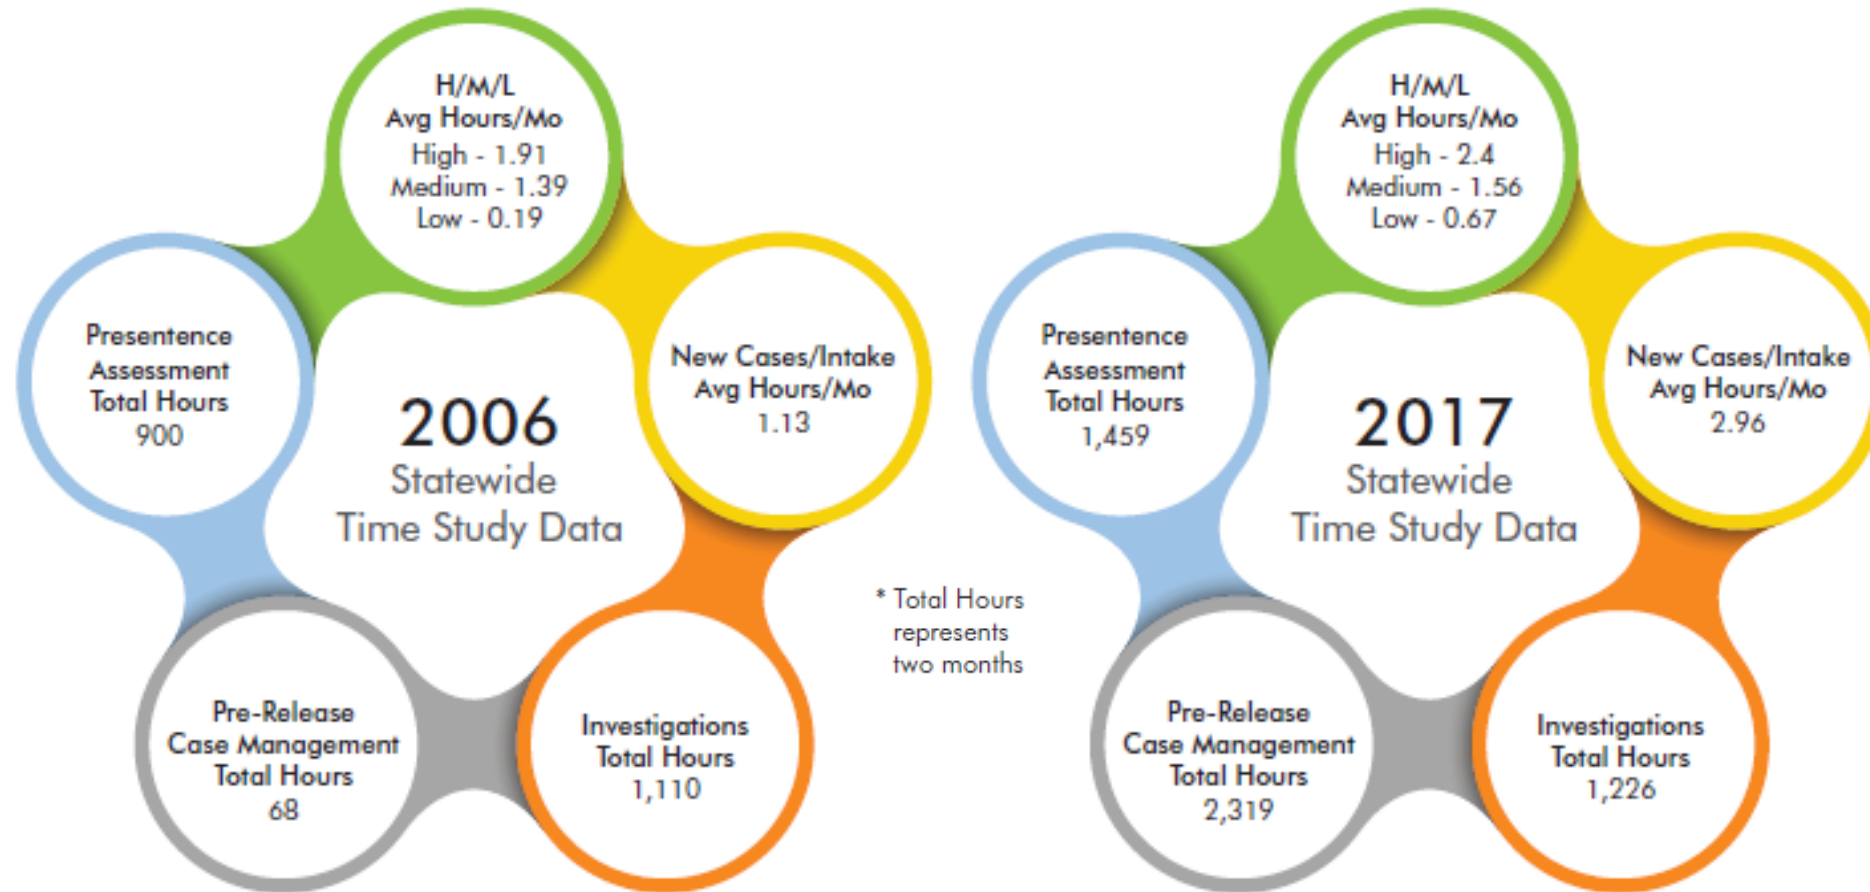 H/M/L
Avg Hours/Mo
High - 1.91
Medium - 1.39
Low - 0.19
Presentence
Assessment
Total Hours
900
New Cases/Intake
Avg Hours/Mo
1.13
2006
Statewide
Time Study Data
Pre-Release
Case Management
Total Hours
68
Investigations
Total Hours
1,110
* Total Hours
represents
two months
H/M/L
Avg Hours/Mo
High - 2.4
Medium - 1.56
Low - 0.67
Presentence
Assessment
Total Hours
1,459
New Cases/Intake
Avg Hours/Mo
2.96
2017
Statewide
Time Study Data
Pre-Release
Case Management
Total Hours
2,319
Investigations
Total Hours
1,226